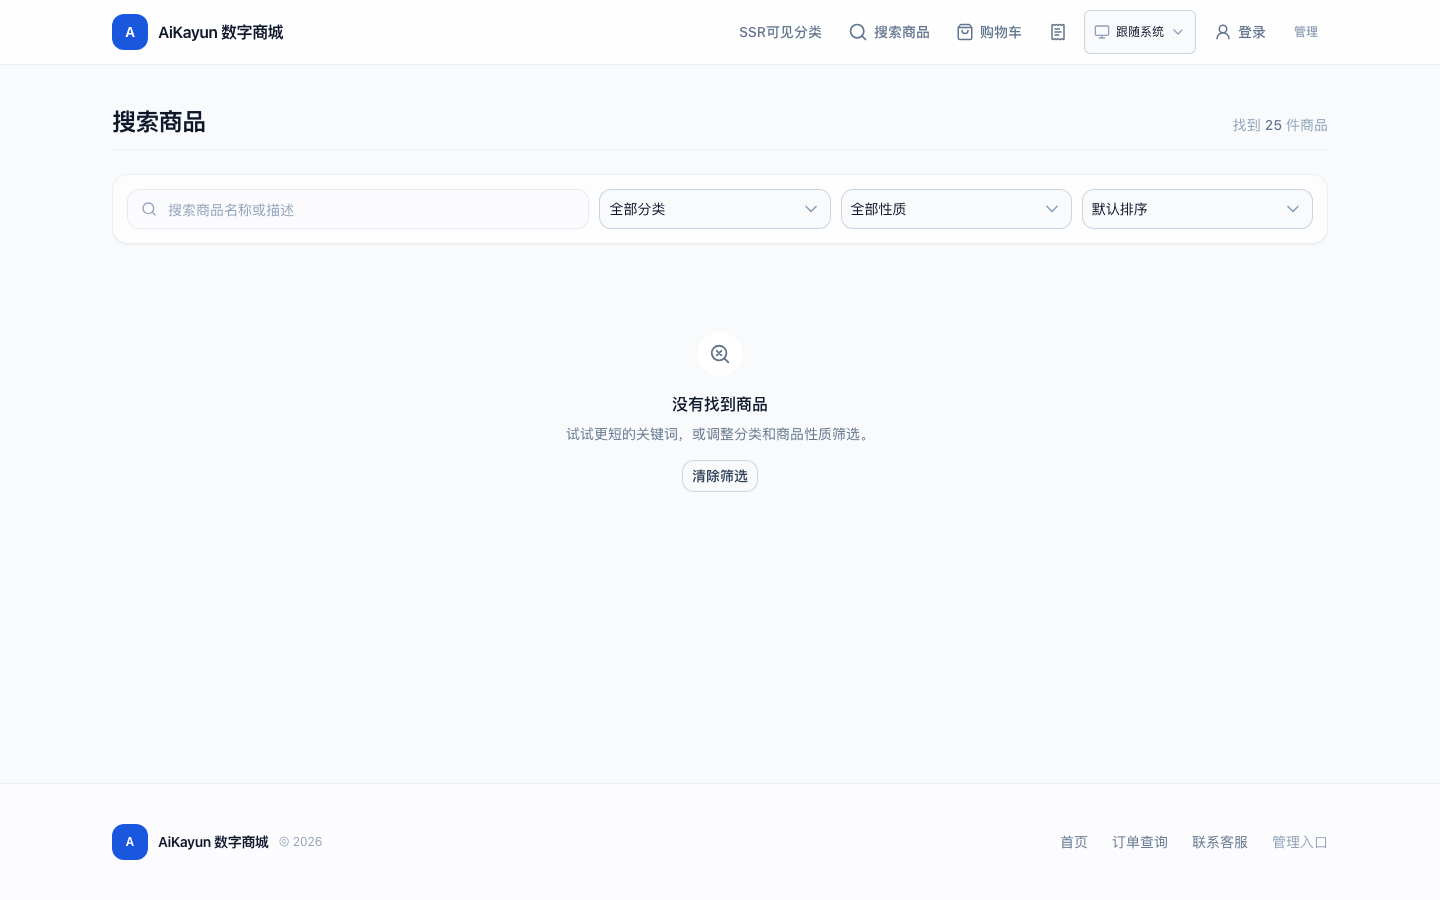 A AiKayun 数字商城 SSR可见分类 搜索商品 购物车 跟随系统 登录 管理
搜索商品 找到 25 件商品
搜索商品名称或描述 全部分类 全部性质 默认排序
没有找到商品
试试更短的关键词，或调整分类和商品性质筛选。
清除筛选
A AiKayun 数字商城 © 2026 首页 订单查询 联系客服 管理入口